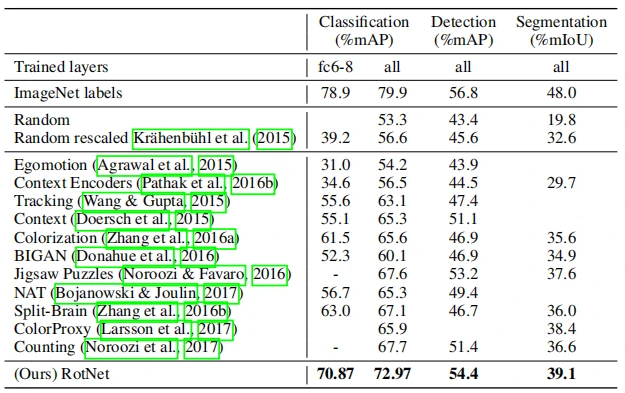 Classification Detection Segmentation
(%mAP) (%mAP) (%mIoU)
Trained layers fc6-8 all all all
ImageNet labels 78.9 79.9 56.8 48.0
Random 53.3 43.4 19.8
Random rescaled Krähenbühl et al. (2015) 39.2 56.6 45.6 32.6
Egomotion (Agrawal et al., 2015) 31.0 54.2 43.9
Context Encoders (Pathak et al., 2016b) 34.6 56.5 44.5 29.7
Tracking (Wang & Gupta, 2015) 55.6 63.1 47.4
Context (Doersch et al., 2015) 55.1 65.3 51.1
Colorization (Zhang et al., 2016a) 61.5 65.6 46.9 35.6
BIGAN (Donahue et al., 2016) 52.3 60.1 46.9 34.9
Jigsaw Puzzles (Noroozi & Favaro, 2016) - 67.6 53.2 37.6
NAT (Bojanowski & Joulin, 2017) 56.7 65.3 49.4
Split-Brain (Zhang et al., 2016b) 63.0 67.1 46.7 36.0
ColorProxy (Larsson et al., 2017) 65.9 38.4
Counting (Noroozi et al., 2017) - 67.7 51.4 36.6
(Ours) RotNet 70.87 72.97 54.4 39.1